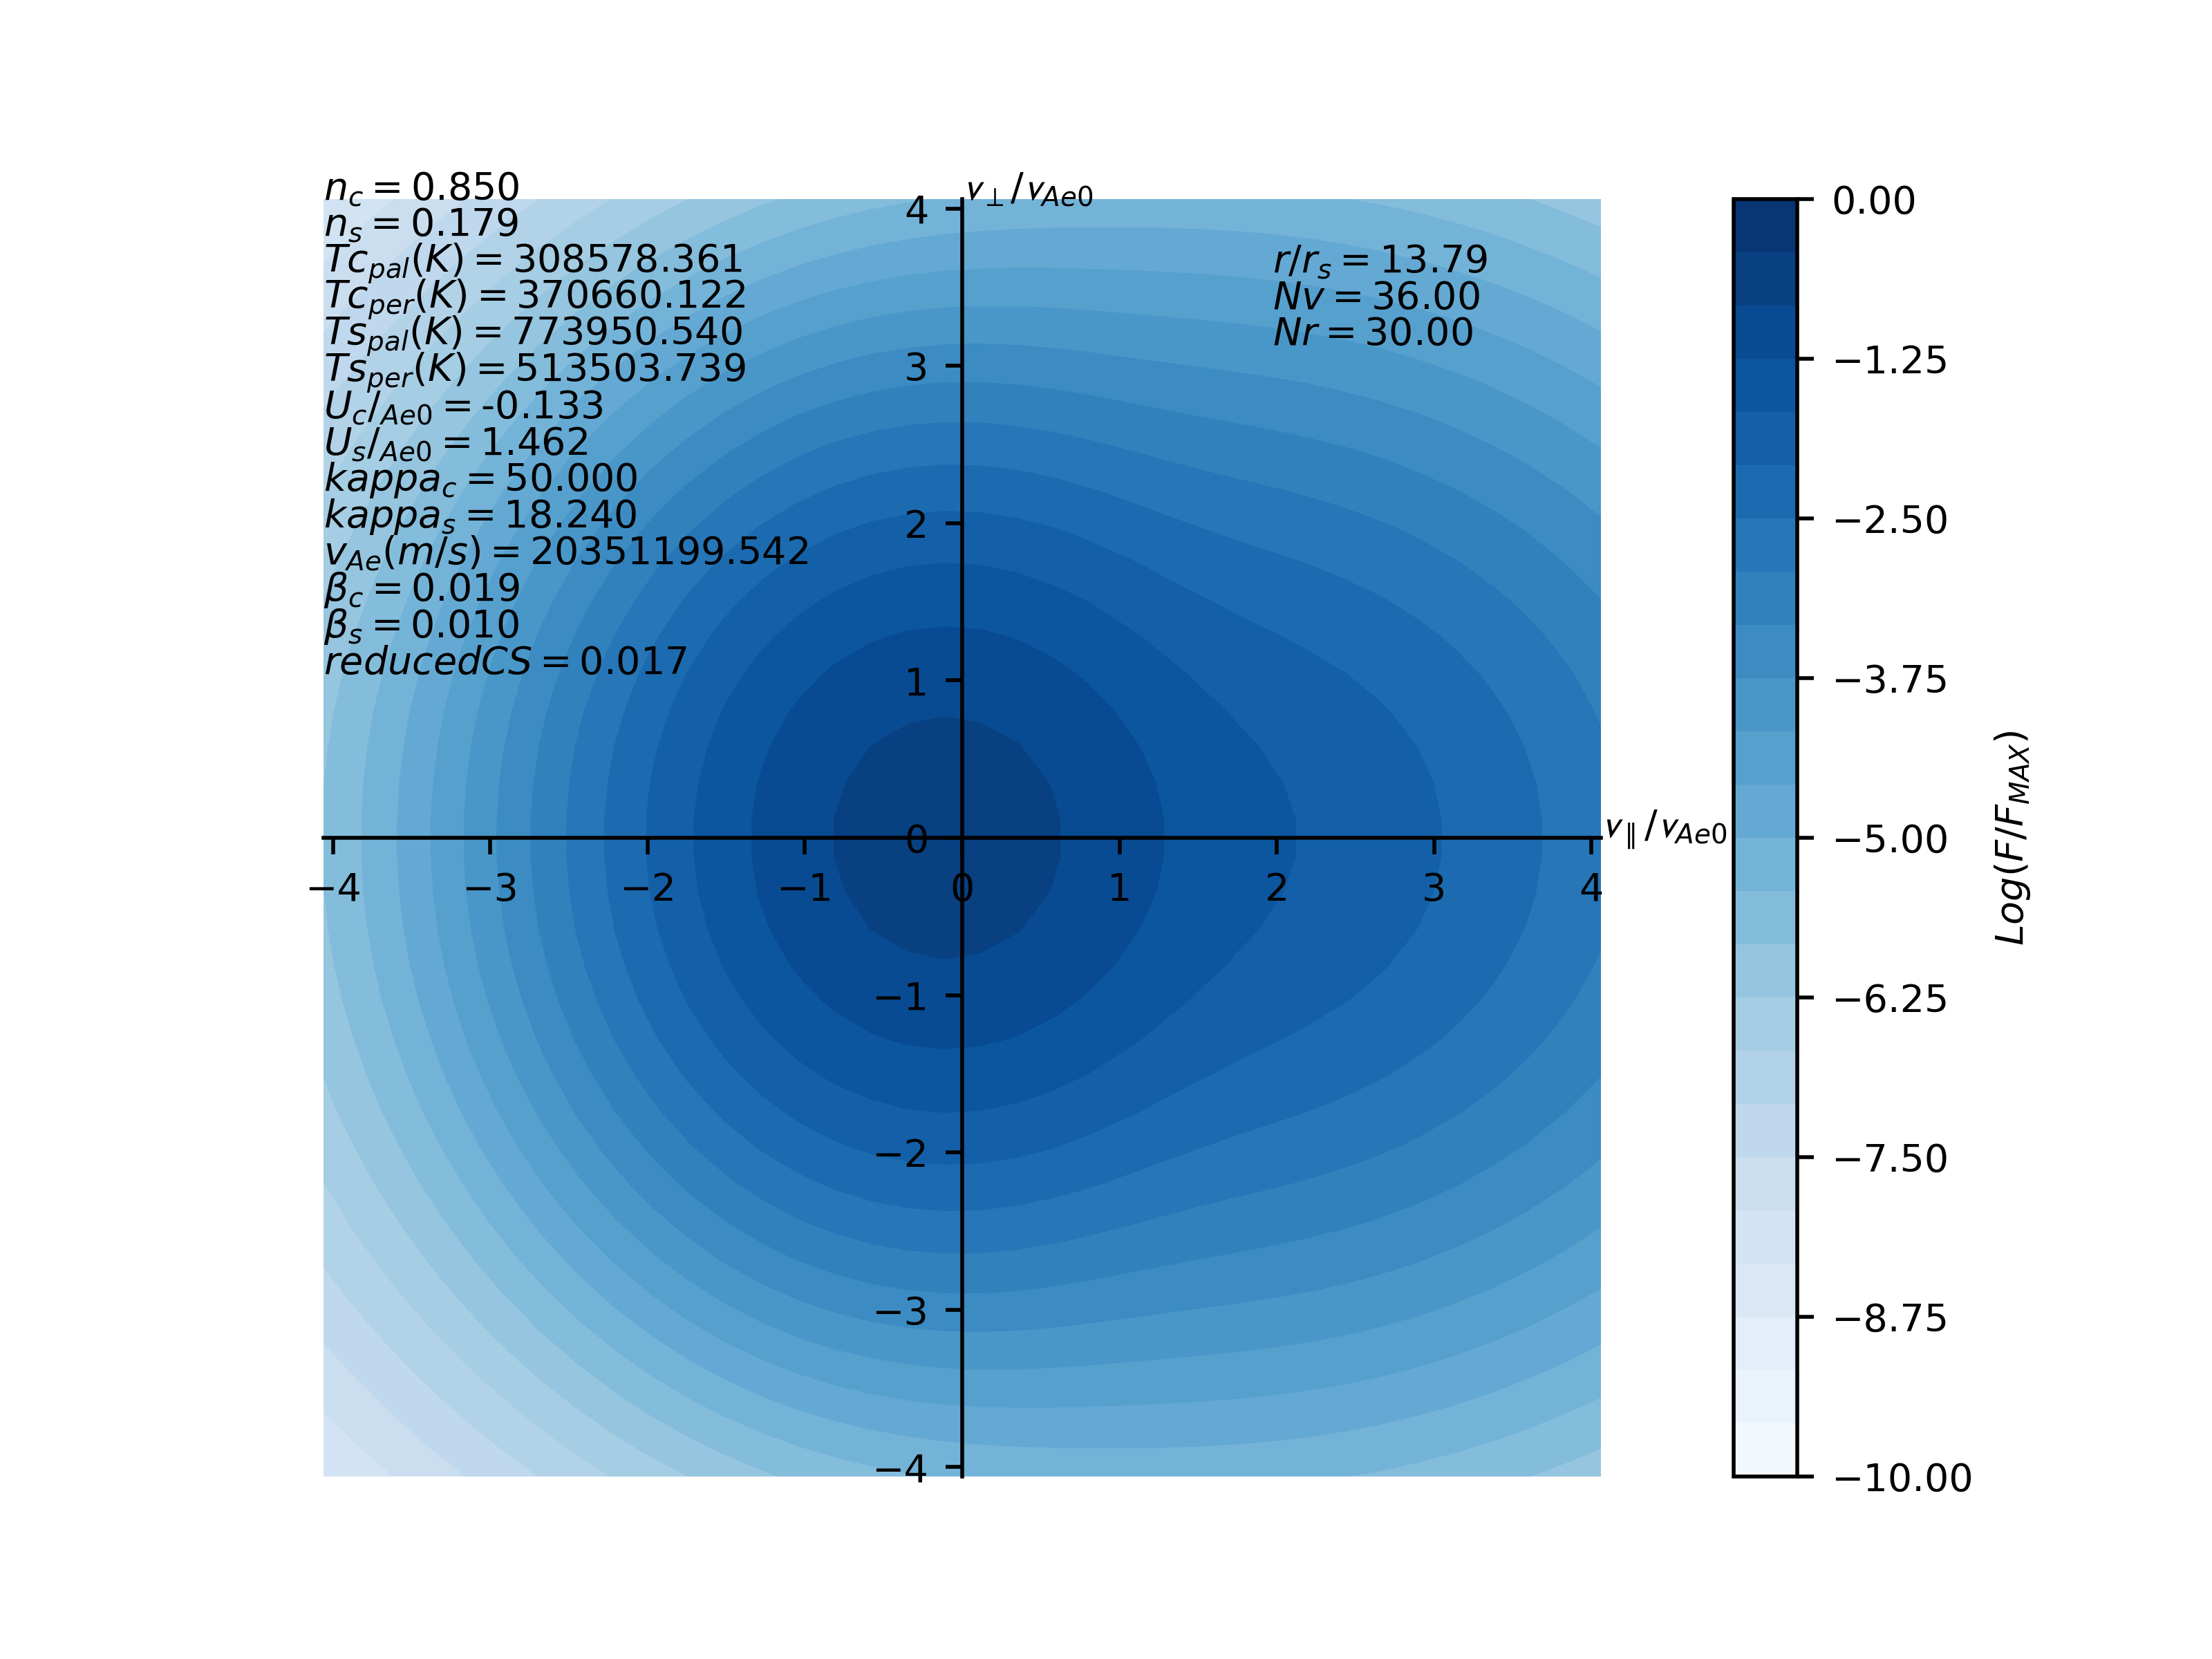 n_c = 0.850
n_s = 0.179
Tc_pal(K) = 308578.361
Tc_per(K) = 370660.122
Ts_pal(K) = 773950.540
Ts_per(K) = 513503.739
U_c/_Ae0 = -0.133
U_s/_Ae0 = 1.462
kappa_c = 50.000
kappa_s = 18.240
v_Ae(m/s) = 20351199.542
β_c = 0.019
β_s = 0.010
reducedCS = 0.017
v_⊥/v_Ae0
r/r_s = 13.79
Nv = 36.00
Nr = 30.00
4
3
2
1
0
−1
−2
−3
−4
−4 −3 −2 −1 0 1 2 3 4
v_∥/v_Ae0
0.00
−1.25
−2.50
−3.75
−5.00
−6.25
−7.50
−8.75
−10.00
Log(F/F_MAX)